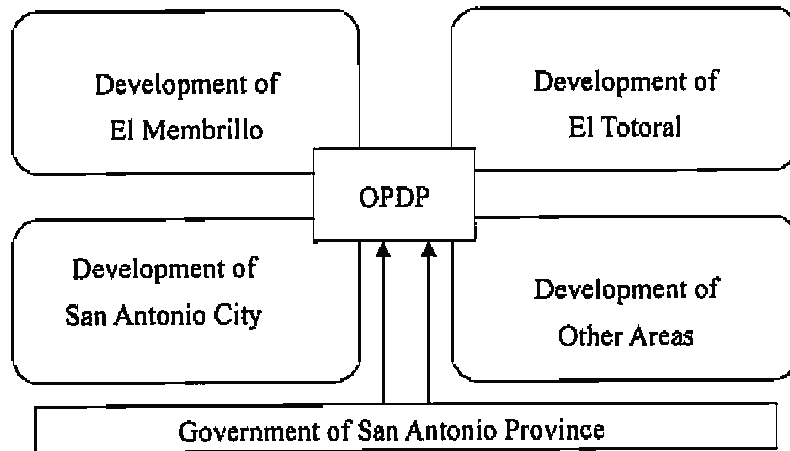 Development of
El Membrillo
Development of
El Totoral
OPDP
Development of
San Antonio City
Development of
Other Areas
Government of San Antonio Province